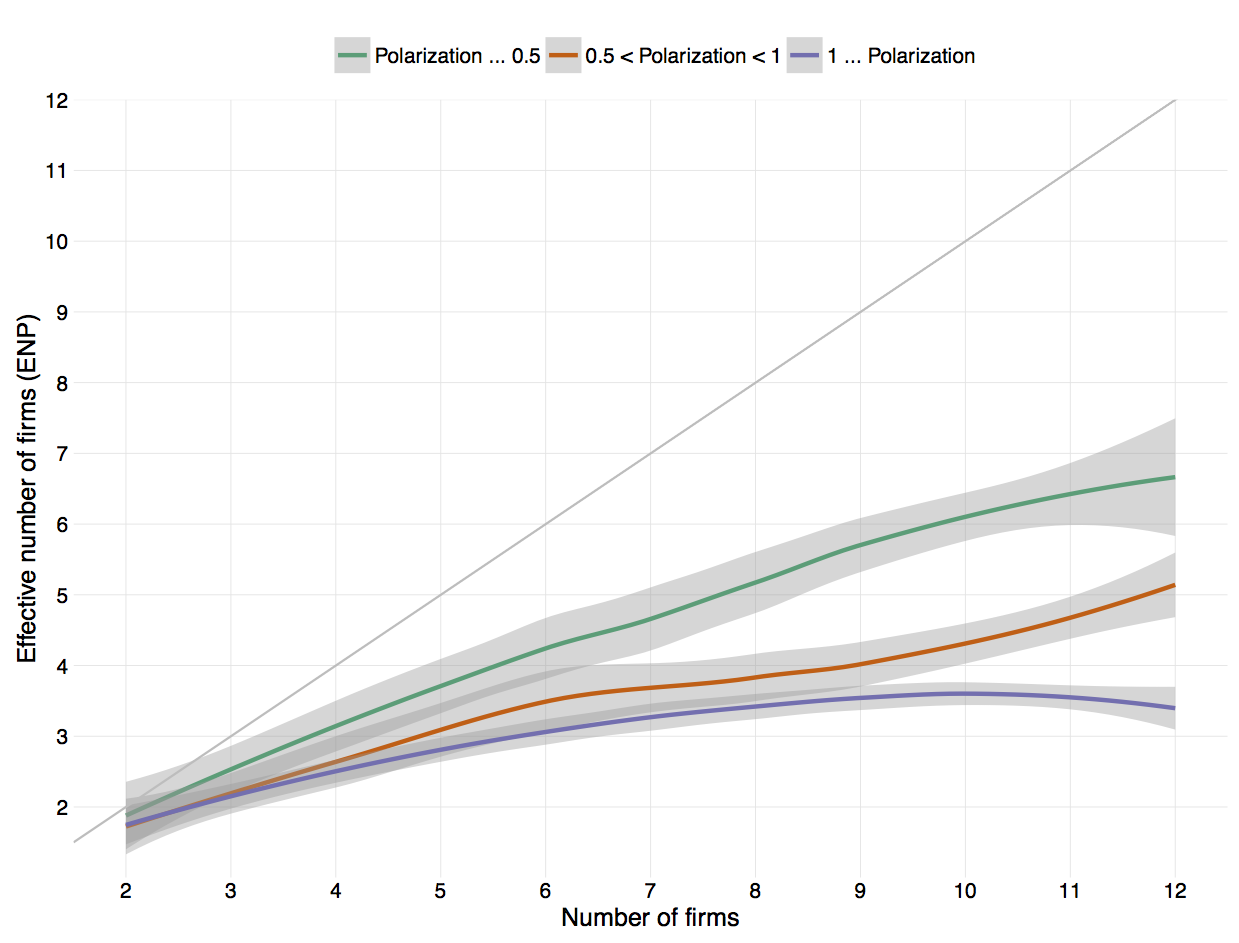 Polarization ... 0.5 0.5 < Polarization < 1 1 ... Polarization
12
11
10
9
8
7
6
5
4
3
2
Effective number of firms (ENP)
2 3 4 5 6 7 8 9 10 11 12
Number of firms